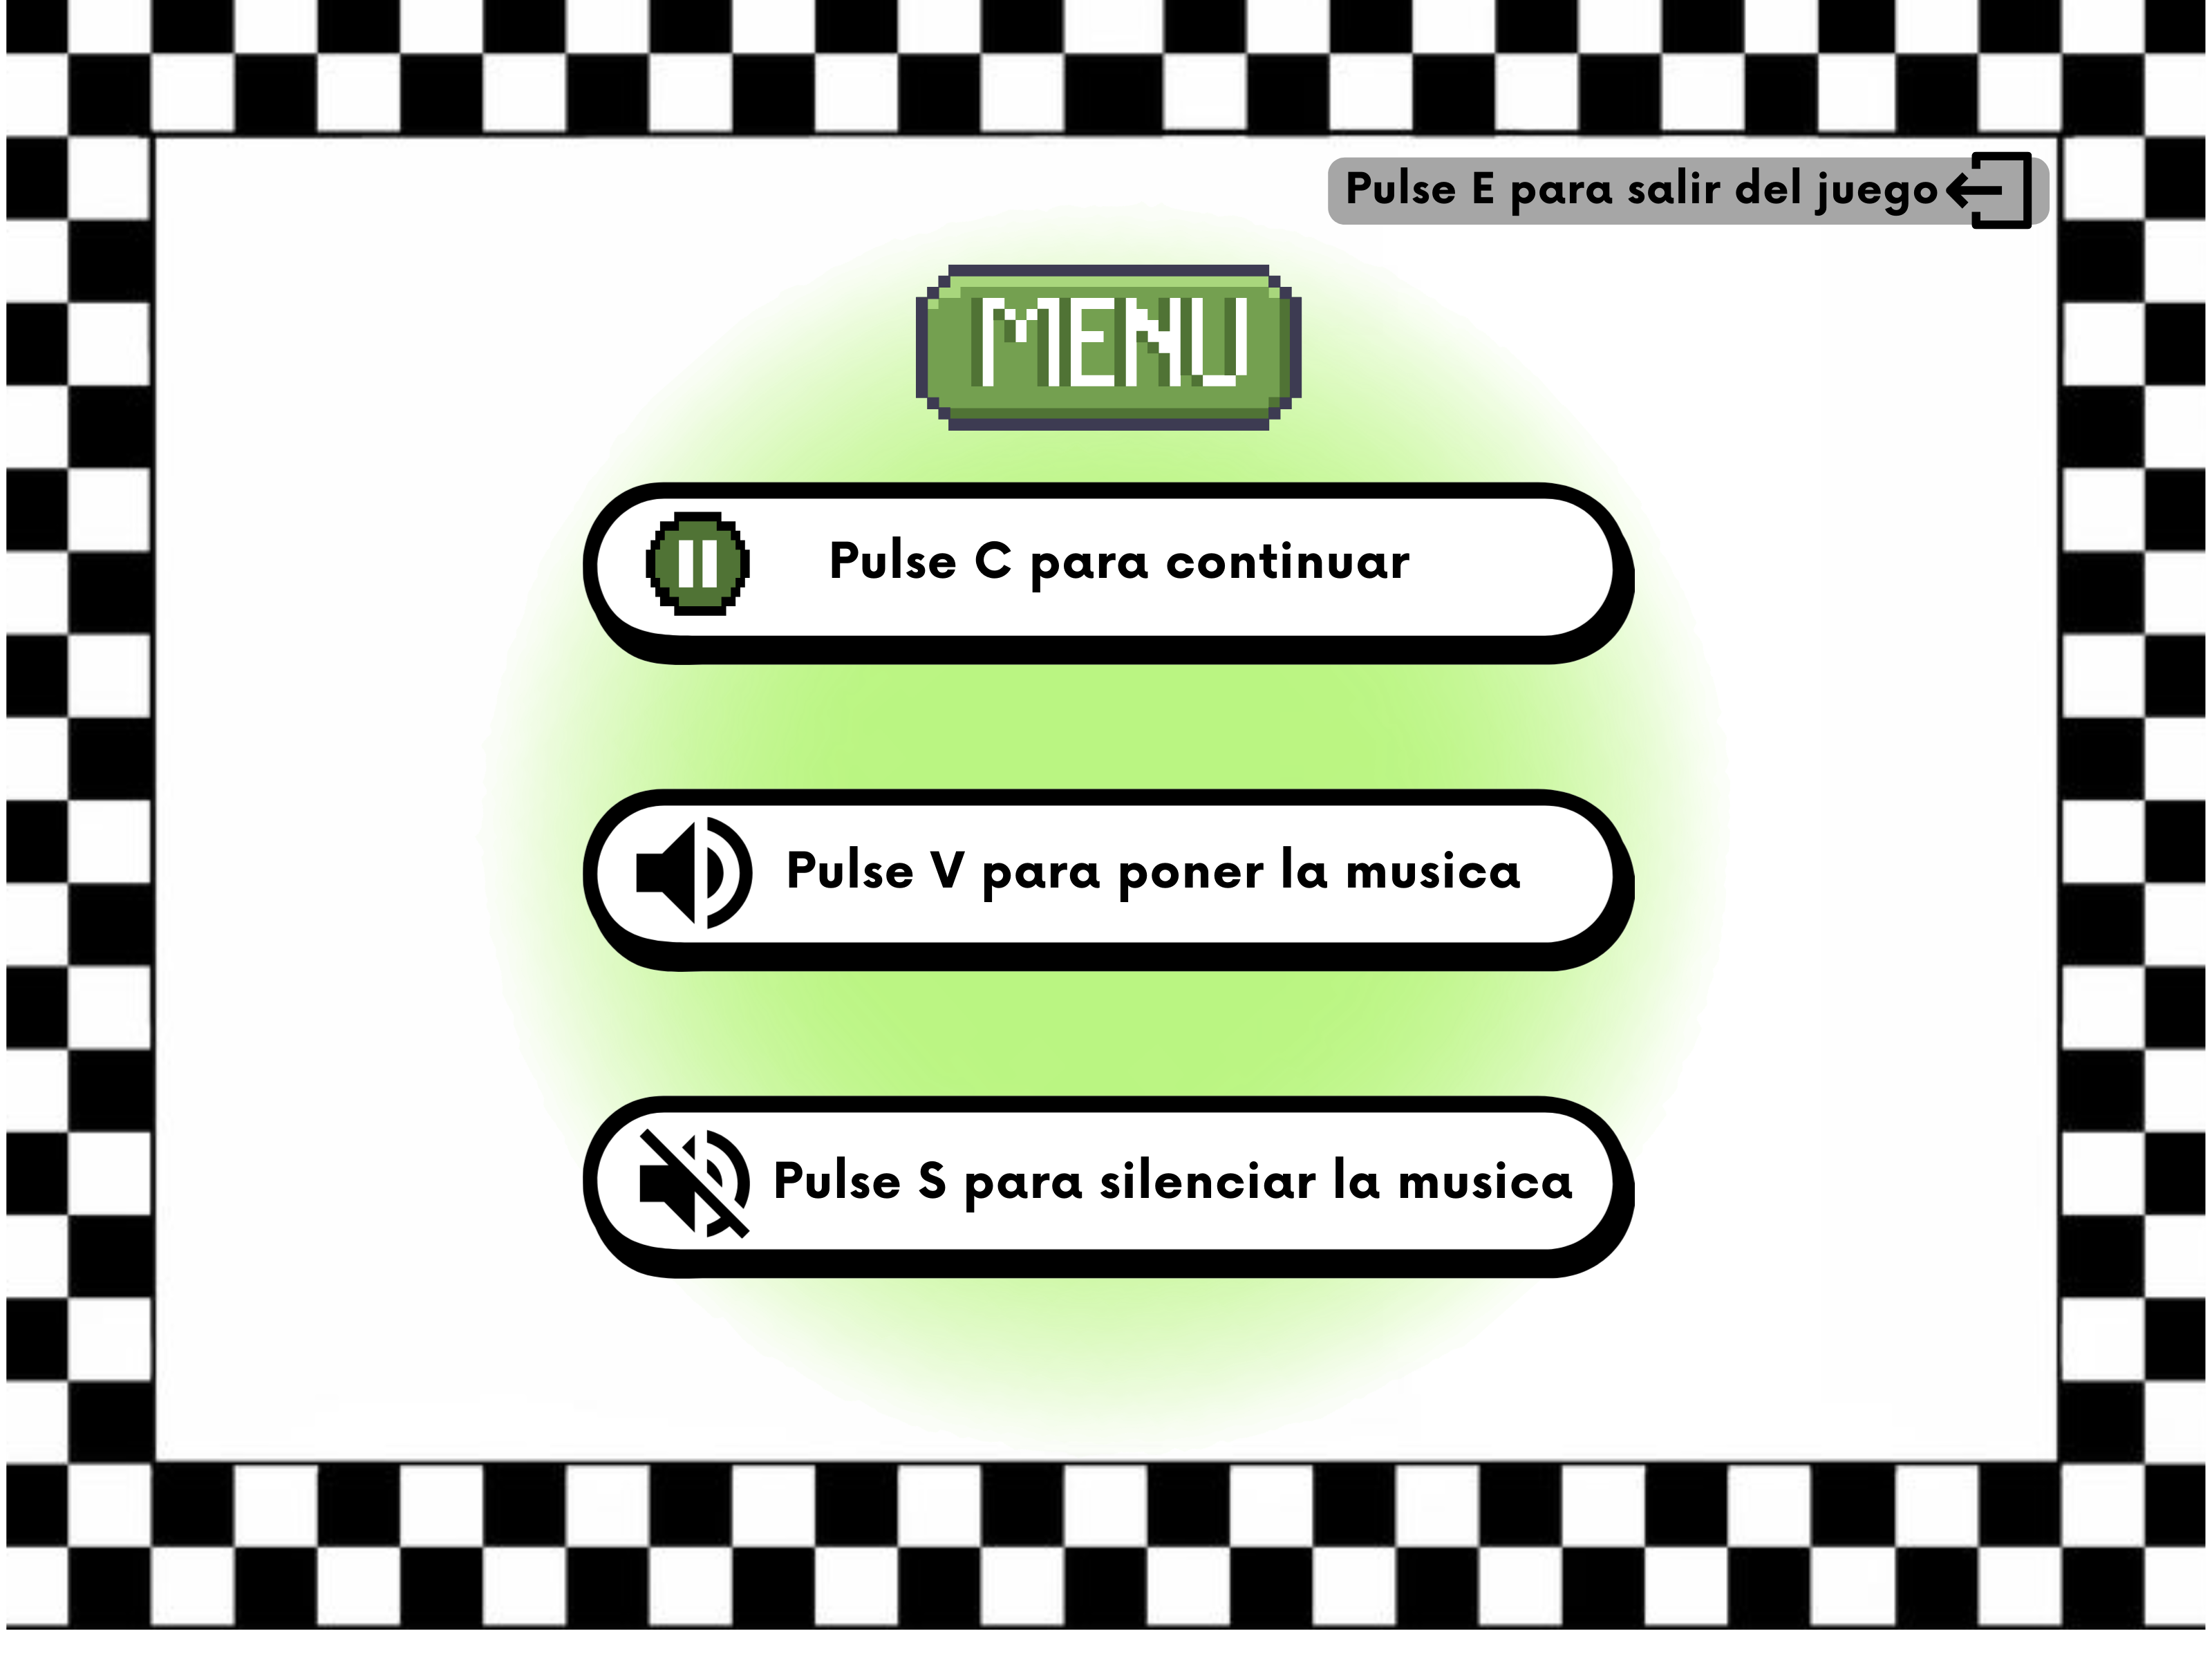 Pulse E para salir del juego
MENU
Pulse C para continuar
Pulse V para poner la musica
Pulse S para silenciar la musica